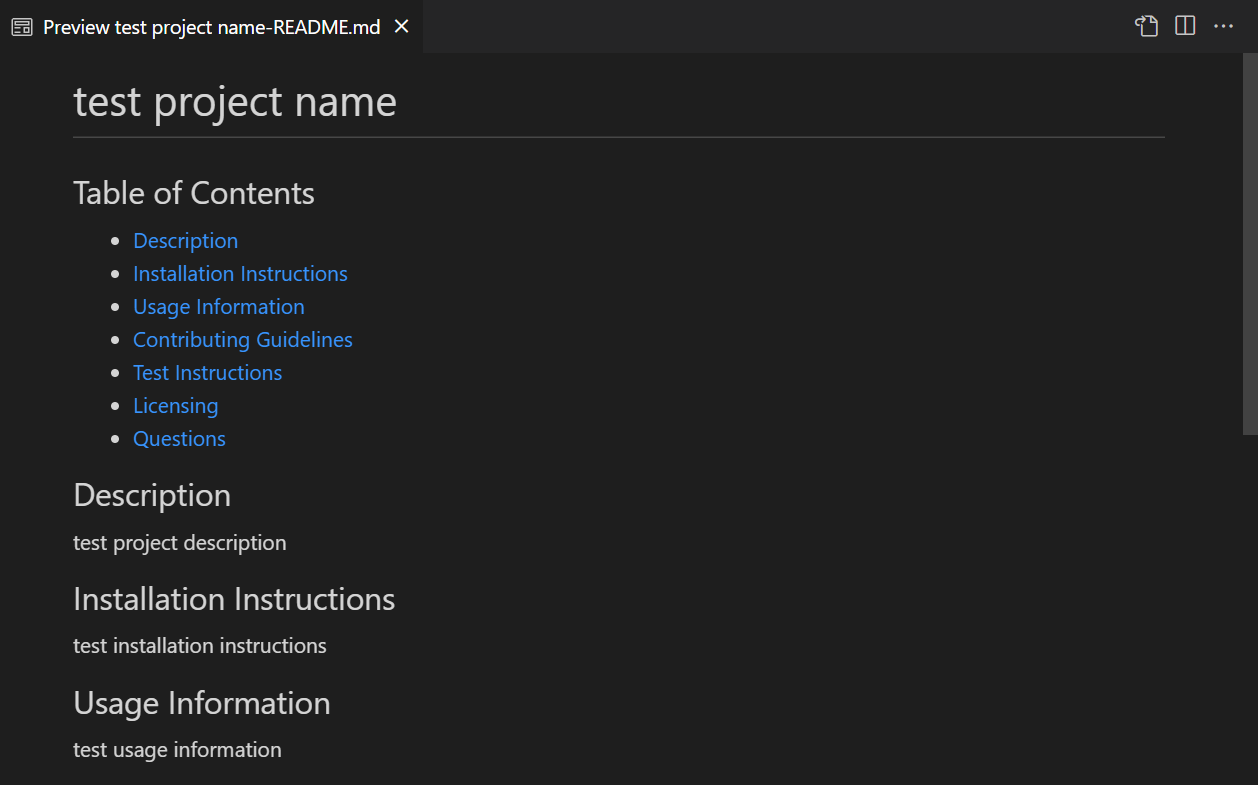 Preview test project name-README.md
test project name
Table of Contents
Description
Installation Instructions
Usage Information
Contributing Guidelines
Test Instructions
Licensing
Questions
Description
test project description
Installation Instructions
test installation instructions
Usage Information
test usage information